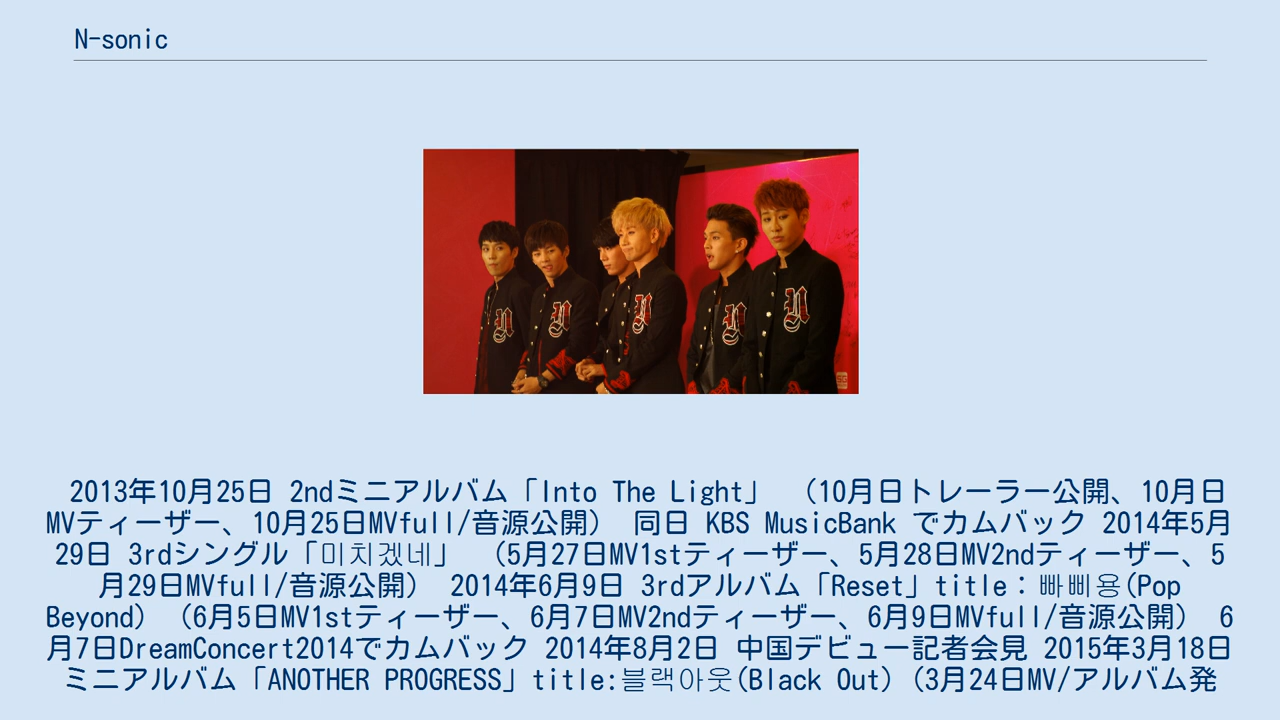 N-sonic
2013年10月25日 2ndミニアルバム「Into The Light」 （10月日トレーラー公開、10月日
MVティーザー、10月25日MVfull/音源公開） 同日 KBS MusicBank でカムバック 2014年5月
29日 3rdシングル「미치겠네」 （5月27日MV1stティーザー、5月28日MV2ndティーザー、5
月29日MVfull/音源公開） 2014年6月9日 3rdアルバム「Reset」title：빠삐용(Pop
Beyond) （6月5日MV1stティーザー、6月7日MV2ndティーザー、6月9日MVfull/音源公開） 6
月7日DreamConcert2014でカムバック 2014年8月2日 中国デビュー記者会見 2015年3月18日
ミニアルバム「ANOTHER PROGRESS」title:블랙아웃(Black Out) (3月24日MV/アルバム発